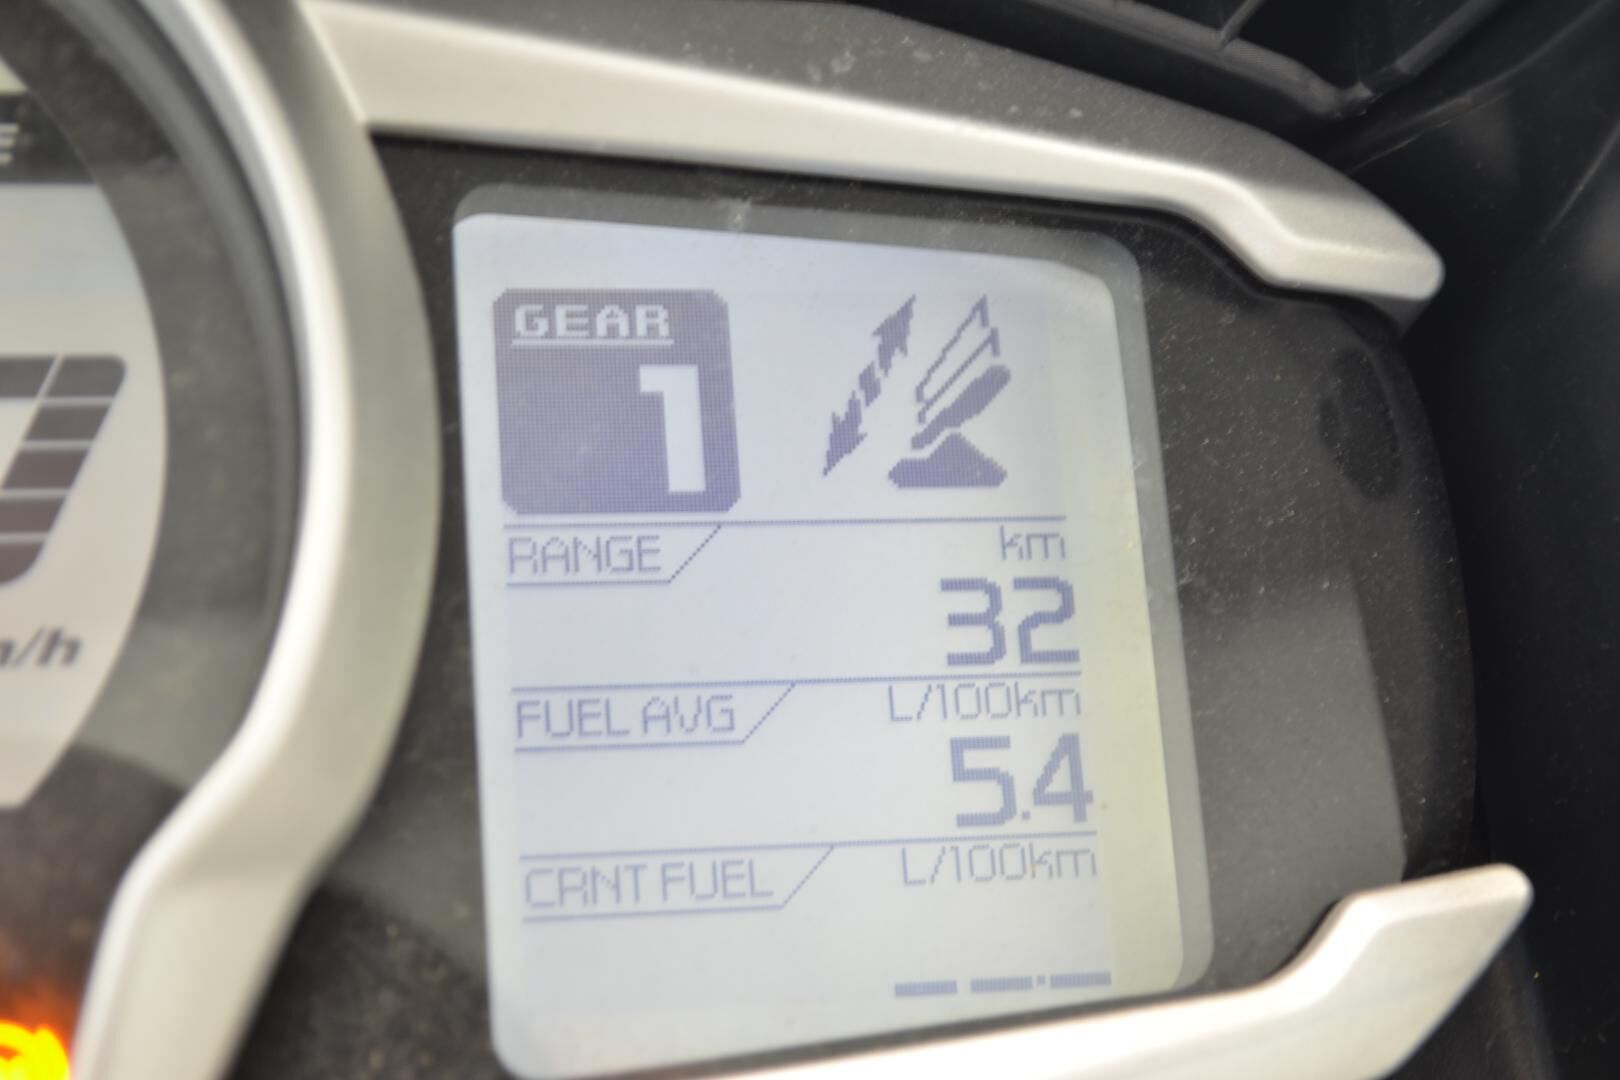 GEAR
1
RANGE km
32
FUEL AVG L/100km
5.4
CRNT FUEL L/100km
-- --.--
/h